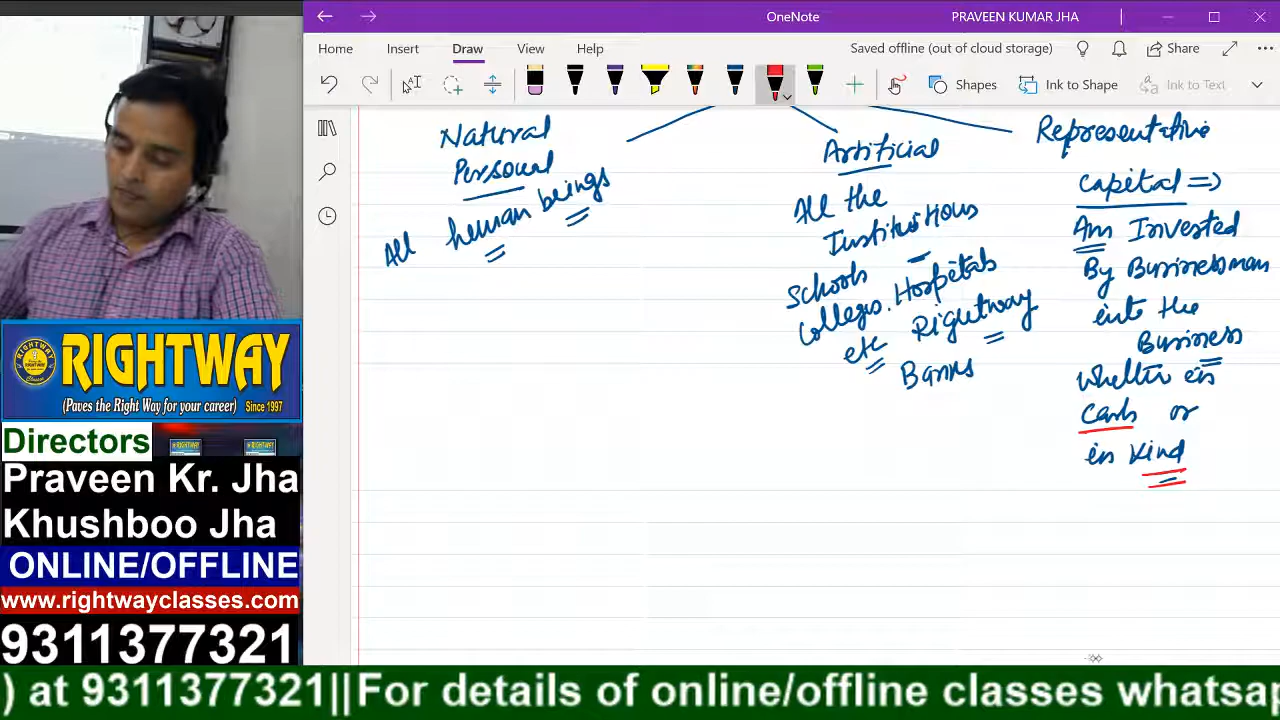 OneNote
PRAVEEN KUMAR JHA
Home Insert Draw View Help
Saved offline (out of cloud storage)
Share
Shapes
Ink to Shape
Ink to Text
Natural
Personal
All human beings
Artificial
All the
Institutions
Schools
Colleges. Hospitals
etc Rightway
Banks
Representative
Capital =>
Am Invested
By Businessman
into the
Business
Whether in
Cash or
in Kind
RIGHTWAY
(Paves the Right Way for your career) Since 1997
Directors
Praveen Kr. Jha
Khushboo Jha
ONLINE/OFFLINE
www.rightwayclasses.com
9311377321
) at 9311377321||For details of online/offline classes whatsap